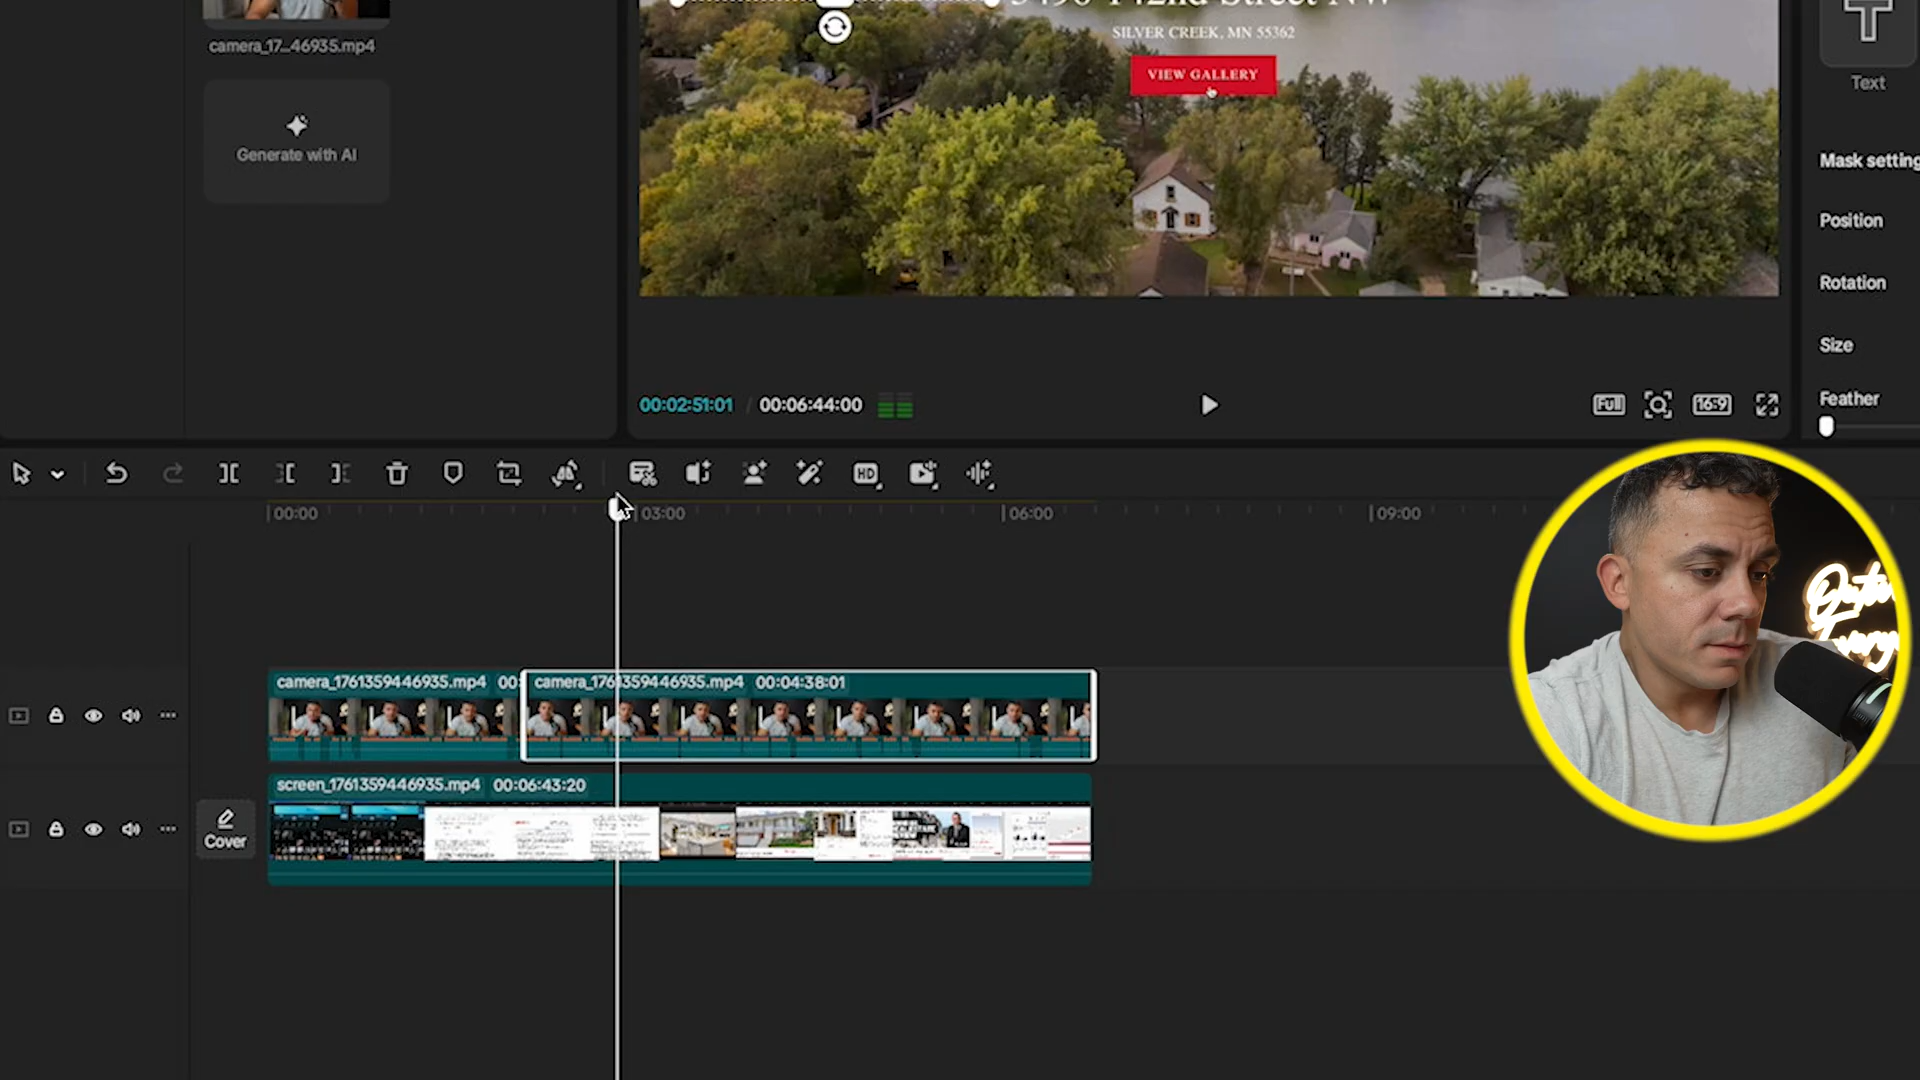 camera_17...46935.mp4
Generate with AI
SILVER CREEK, MN 55362
VIEW GALLERY
Text
Mask setting
Position
Rotation
Size
Feather
00:02:51:01 / 00:06:44:00
Full
16:9
HD
00:00
03:00
06:00
09:00
camera_1761359446935.mp4 00:
camera_1761359446935.mp4 00:04:38:01
screen_1761359446935.mp4 00:06:43:20
Cover